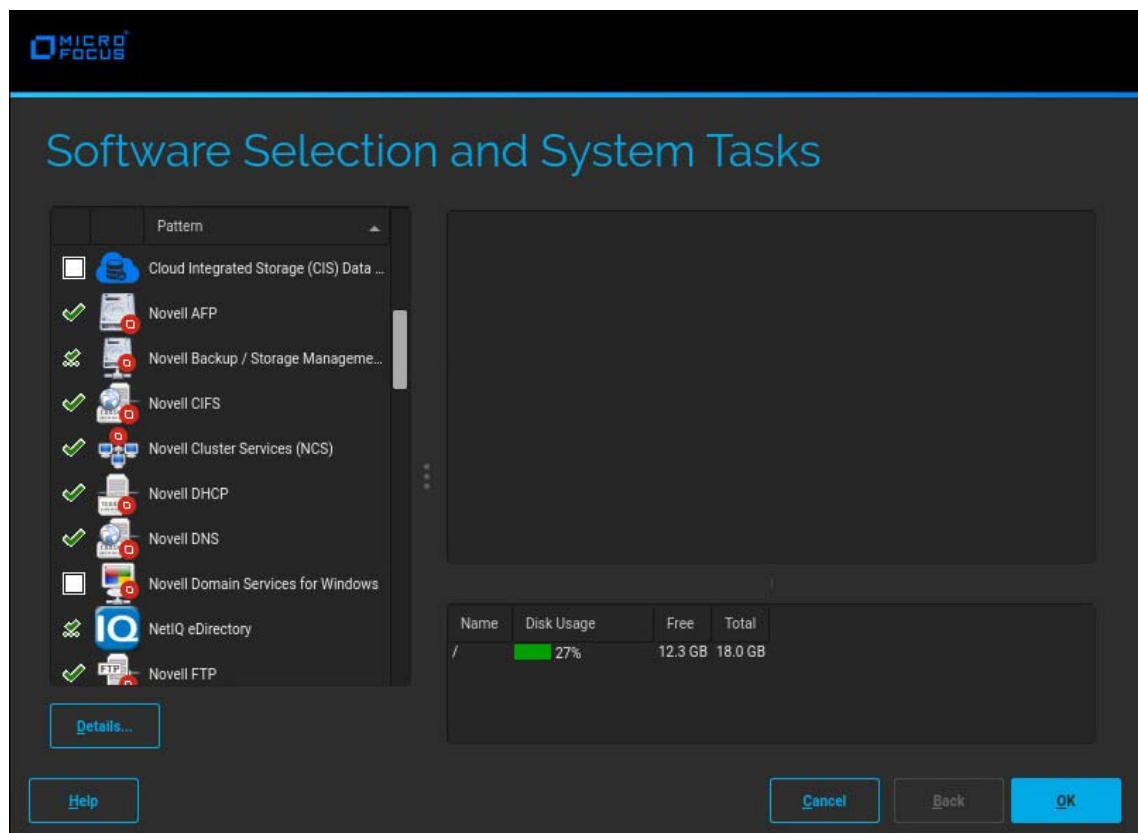 MICRO
FOCUS
Software Selection and System Tasks
Pattern
Cloud Integrated Storage (CIS) Data ...
Novell AFP
Novell Backup / Storage Manageme...
Novell CIFS
Novell Cluster Services (NCS)
Novell DHCP
Novell DNS
Novell Domain Services for Windows
IQ NetIQ eDirectory
FTP Novell FTP
Name Disk Usage Free Total
/ 27% 12.3 GB 18.0 GB
Details...
Help Cancel Back OK